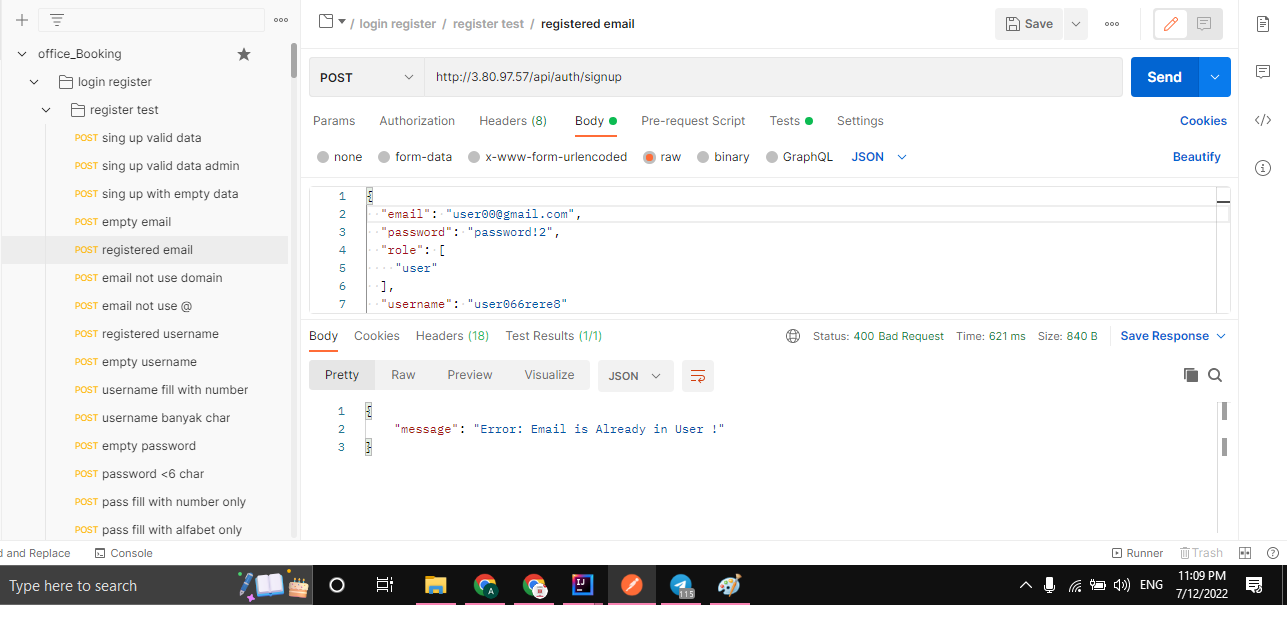 / login register / register test / registered email
Save
office_Booking
login register
register test
POST sing up valid data
POST sing up valid data admin
POST sing up with empty data
POST empty email
POST registered email
POST email not use domain
POST email not use @
POST registered username
POST empty username
POST username fill with number
POST username banyak char
POST empty password
POST password <6 char
POST pass fill with number only
POST pass fill with alfabet only
POST http://3.80.97.57/api/auth/signup Send
Params Authorization Headers (8) Body Pre-request Script Tests Settings Cookies
none form-data x-www-form-urlencoded raw binary GraphQL JSON Beautify
1 {
2 "email": "user00@gmail.com",
3 "password": "password!2",
4 "role": [
5 "user"
6 ],
7 "username": "user066rere8"
Body Cookies Headers (18) Test Results (1/1) Status: 400 Bad Request Time: 621 ms Size: 840 B Save Response
Pretty Raw Preview Visualize JSON
1 {
2 "message": "Error: Email is Already in User !"
3 }
d and Replace Console Runner Trash
Type here to search
A
115
ENG
11:09 PM
7/12/2022